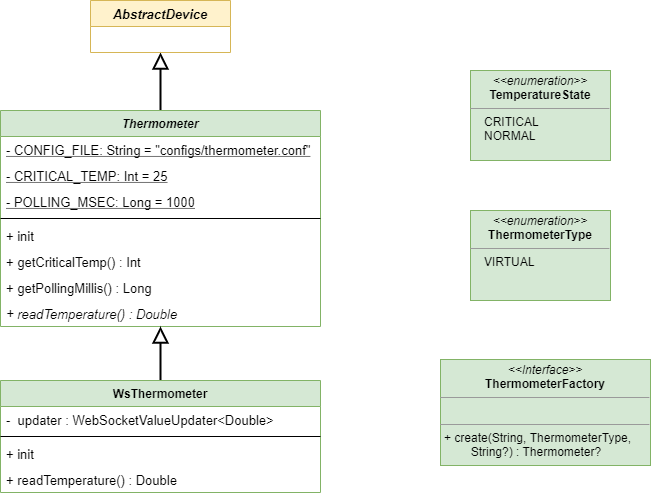 AbstractDevice
Thermometer
- CONFIG_FILE: String = "configs/thermometer.conf"
- CRITICAL_TEMP: Int = 25
- POLLING_MSEC: Long = 1000
+ init
+ getCriticalTemp() : Int
+ getPollingMillis() : Long
+ readTemperature() : Double
WsThermometer
- updater : WebSocketValueUpdater<Double>
+ init
+ readTemperature() : Double
<<enumeration>>
TemperatureState
CRITICAL
NORMAL
<<enumeration>>
ThermometerType
VIRTUAL
<<Interface>>
ThermometerFactory
+ create(String, ThermometerType,
String?) : Thermometer?